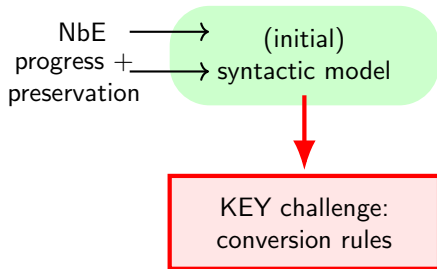 NbE
progress +
preservation
(initial)
syntactic model
KEY challenge:
conversion rules